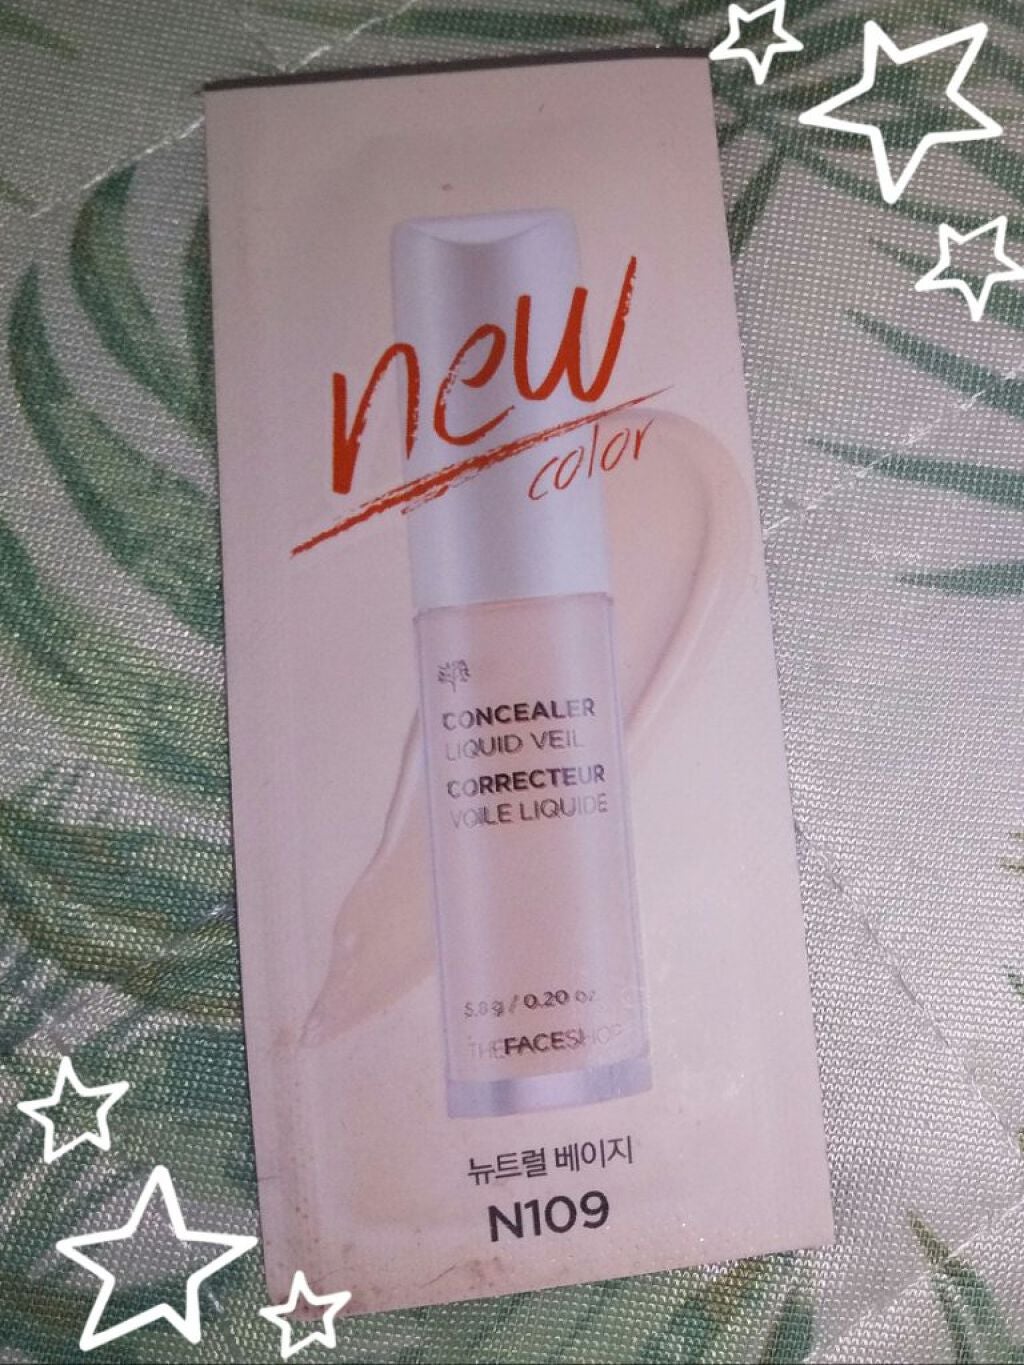 new
color
CONCEALER
LIQUID VEIL
CORRECTEUR
VOILE LIQUIDE
5.8 g / 0.20 oz.
THEFACESHOP
뉴트럴 베이지
N109